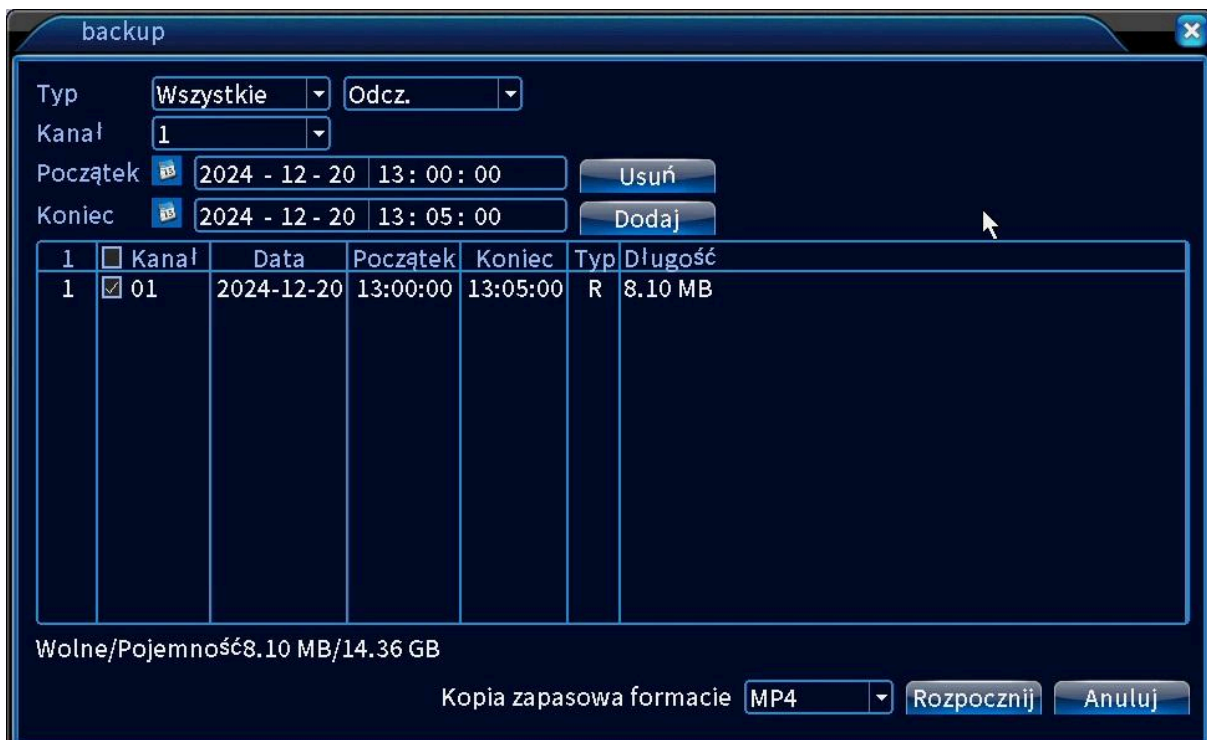 backup
Typ Wszystkie Odcz.
Kanał 1
Początek 2024 - 12 - 20 13 : 00 : 00 Usuń
Koniec 2024 - 12 - 20 13 : 05 : 00 Dodaj
1 Kanał Data Początek Koniec Typ Długość
1 01 2024-12-20 13:00:00 13:05:00 R 8.10 MB
Wolne/Pojemność8.10 MB/14.36 GB
Kopia zapasowa formacie MP4 Rozpocznij Anuluj